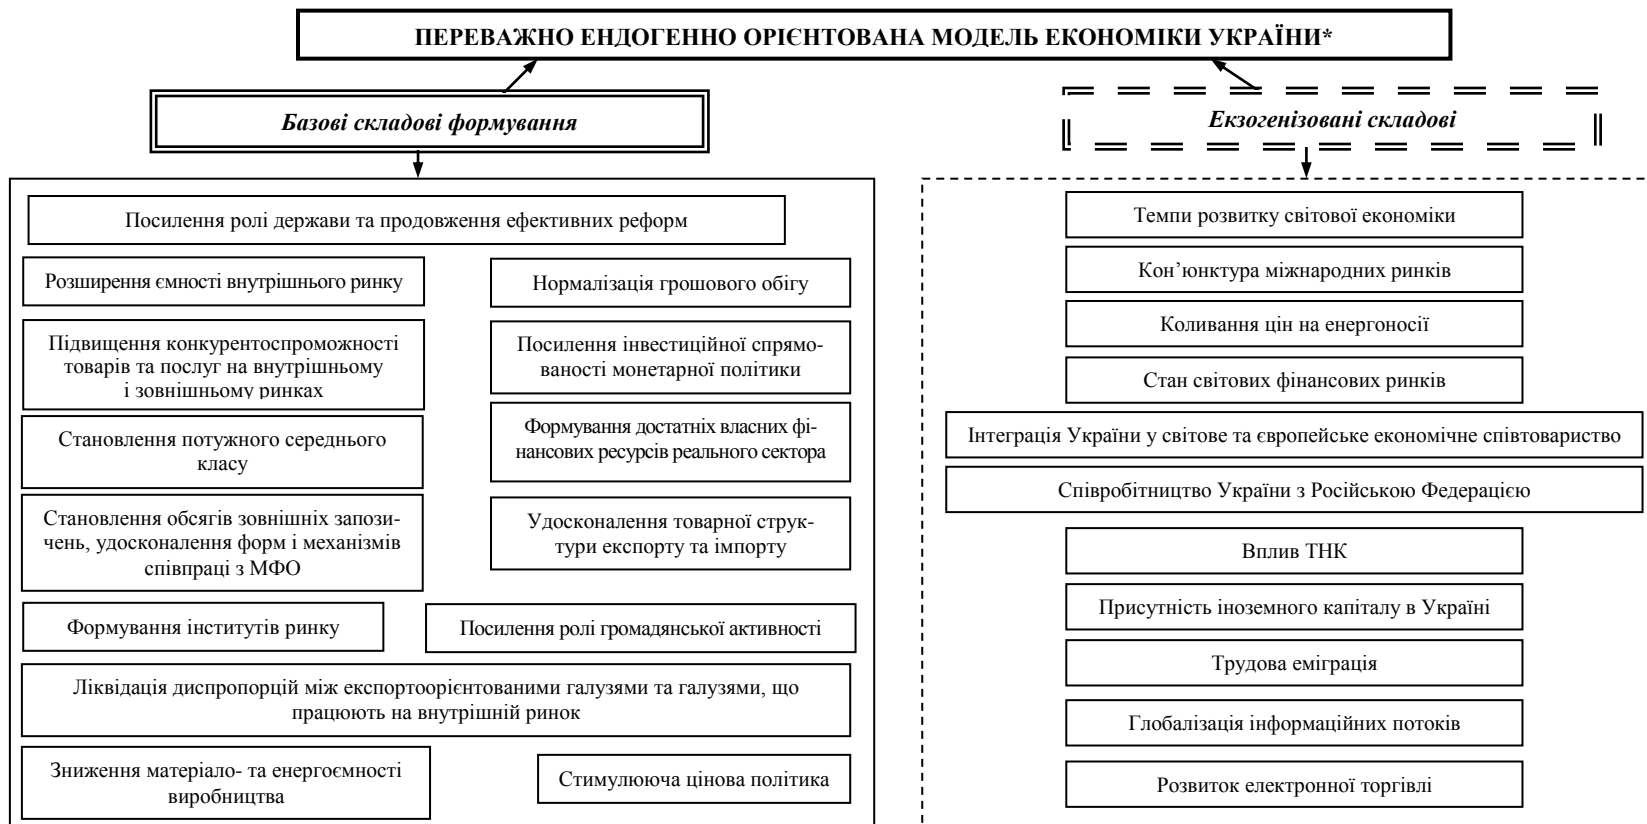 ПЕРЕВАЖНО ЕНДОГЕННО ОРІЄНТОВАНА МОДЕЛЬ ЕКОНОМІКИ УКРАЇНИ*
Базові складові формування
Посилення ролі держави та продовження ефективних реформ
Розширення ємності внутрішнього ринку
Нормалізація грошового обігу
Підвищення конкурентоспроможності
товарів та послуг на внутрішньому
і зовнішньому ринках
Посилення інвестиційної спрямо-
ваності монетарної політики
Становлення потужного середнього
класу
Формування достатніх власних фі-
нансових ресурсів реального сектора
Становлення обсягів зовнішніх запози-
чень, удосконалення форм і механізмів
співпраці з МФО
Удосконалення товарної струк-
тури експорту та імпорту
Формування інститутів ринку
Посилення ролі громадянської активності
Ліквідація диспропорцій між експортоорієнтованими галузями та галузями, що
працюють на внутрішній ринок
Зниження матеріало- та енергоємності
виробництва
Стимулююча цінова політика
Екзогенізовані складові
Темпи розвитку світової економіки
Кон’юнктура міжнародних ринків
Коливання цін на енергоносії
Стан світових фінансових ринків
Інтеграція України у світове та європейське економічне співтовариство
Співробітництво України з Російською Федерацією
Вплив ТНК
Присутність іноземного капіталу в Україні
Трудова еміграція
Глобалізація інформаційних потоків
Розвиток електронної торгівлі